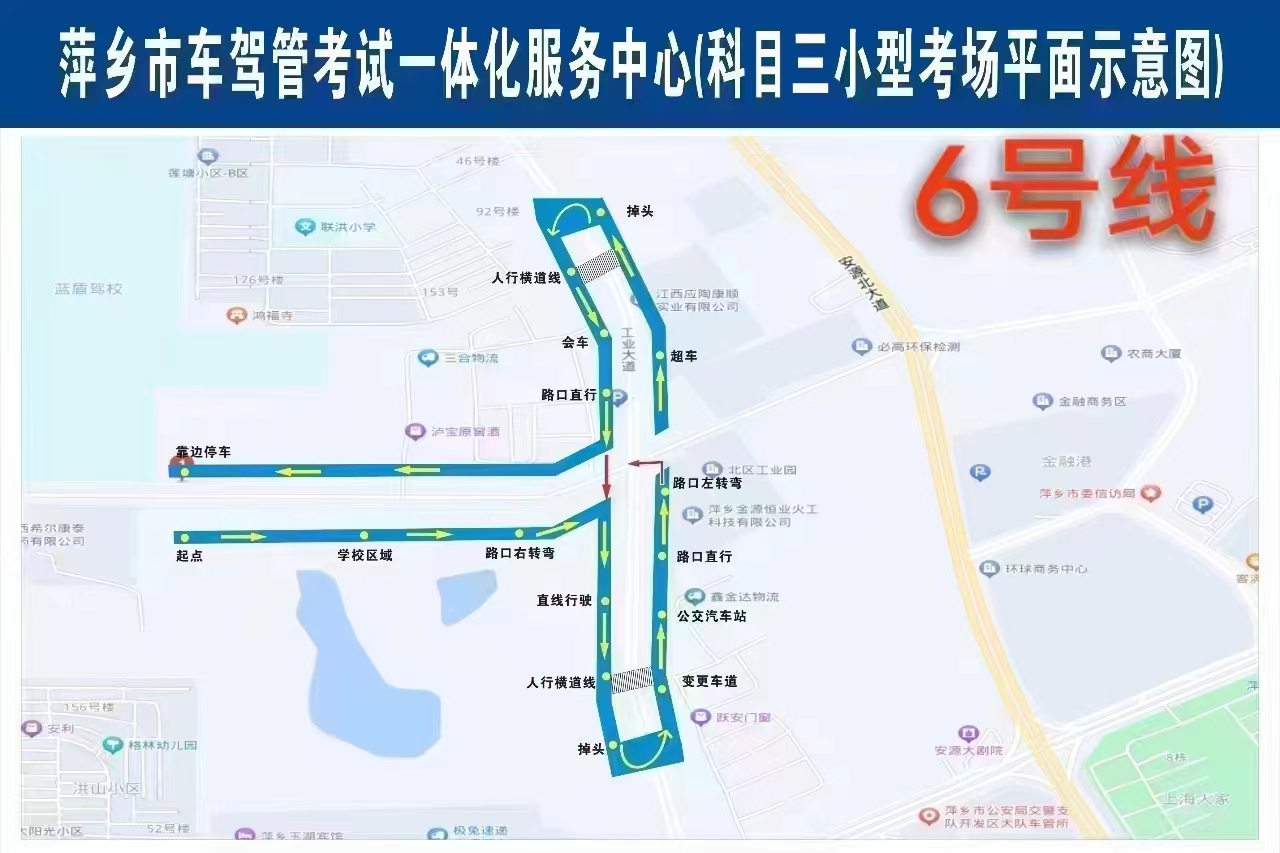 萍乡市车驾管考试一体化服务中心(科目三小型考场平面示意图)
6号线
46号楼
莲塘小区-B区
92号楼
掉头
联洪小学
安源北大道
人行横道线
176号楼
153号
蓝盾驾校
江西应陶康顺
实业有限公司
鸿福寺
会车
工业大道
必高环保检测
农商大厦
三合物流
超车
路口直行
P
金融商务区
泸宝原窖酒
靠边停车
北区工业园
金融港
P
路口左转弯
萍乡市委信访局
P
萍乡金源恒业火工
科技有限公司
西希尔康泰
药有限公司
起点
学校区域
路口右转弯
路口直行
环球商务中心
客满
直线行驶
鑫金达物流
公交汽车站
人行横道线
变更车道
156号楼
安利
跃安门窗
格林幼儿园
掉头
安源大剧院
8栋
洪山小区
上海人家
萍乡市公安局交警支
队开发区大队车管所
太阳光小区
52号楼
萍乡玉湖宾馆
极兔速递